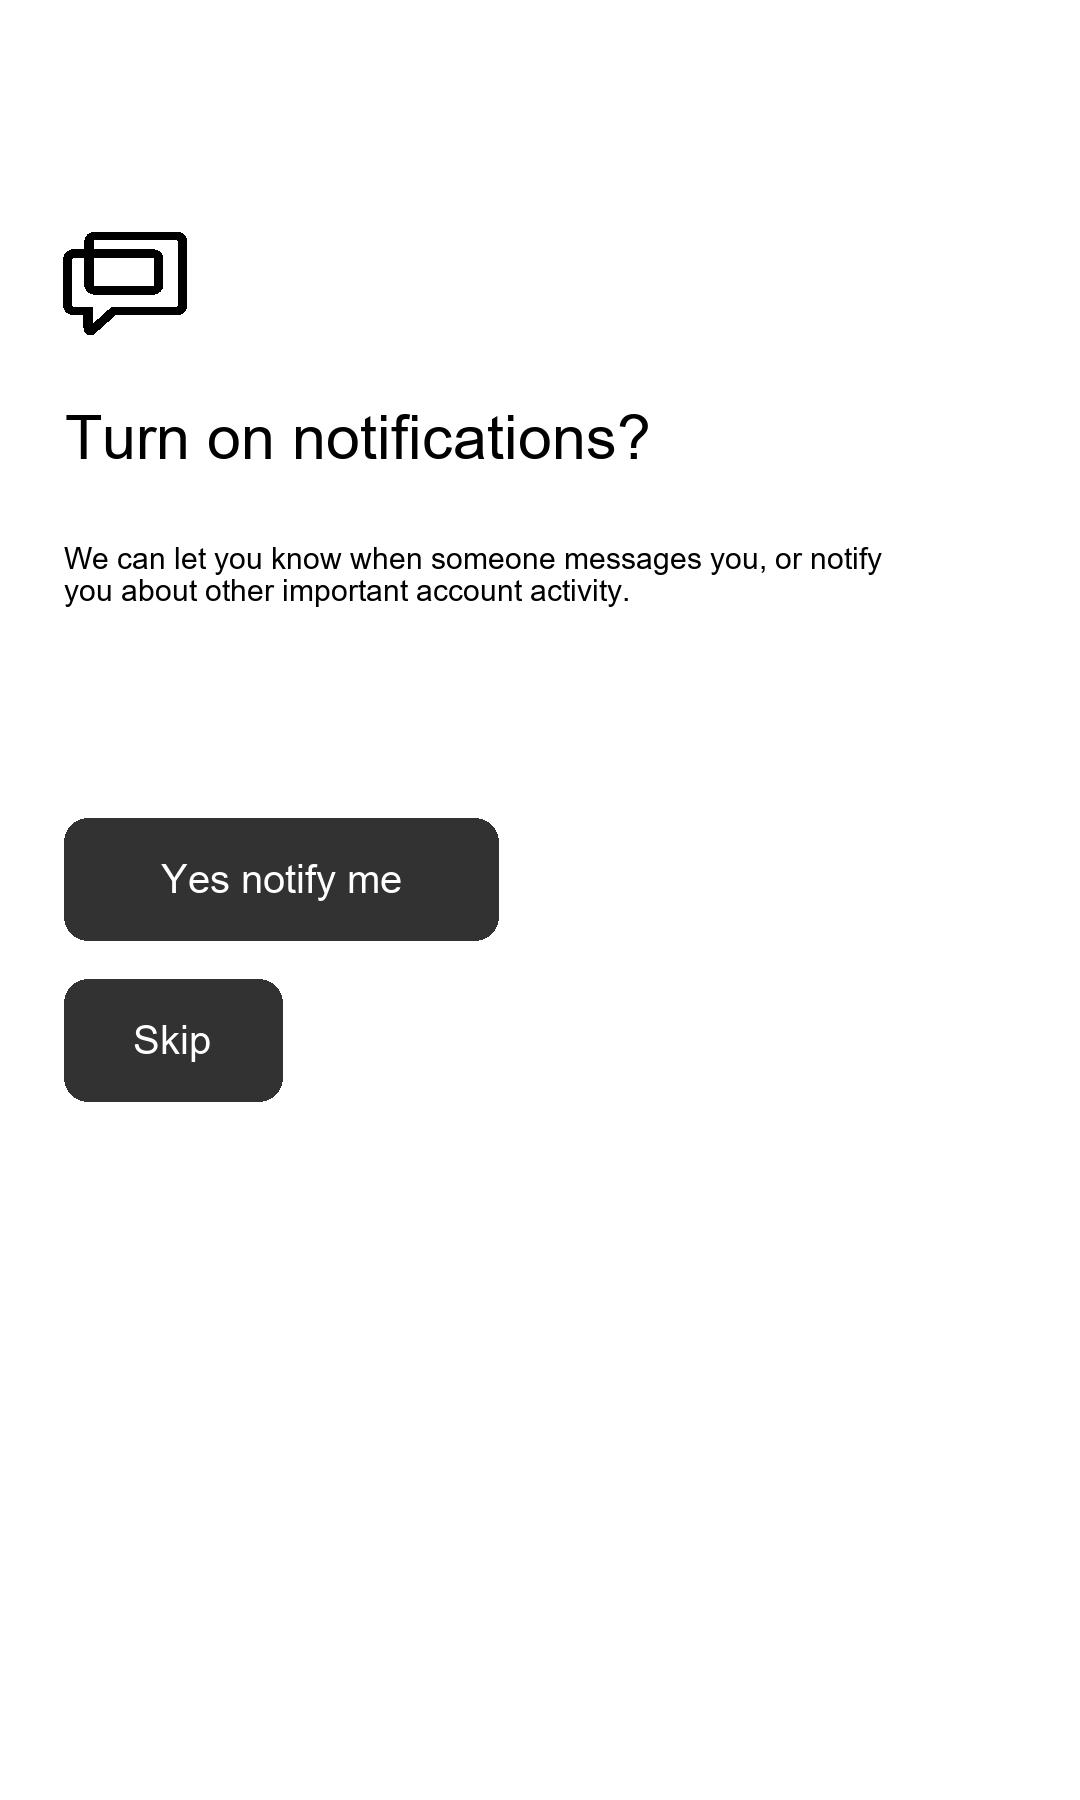 Turn on notifications?
We can let you know when someone messages you, or notify
you about other important account activity.
Yes notify me
Skip